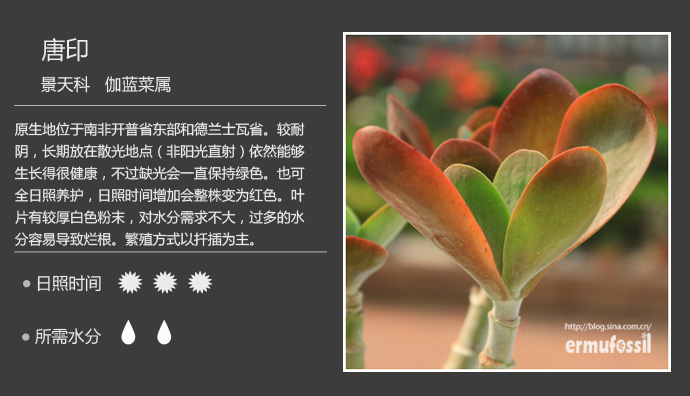 唐印
景天科 伽蓝菜属
原生地位于南非开普省东部和德兰士瓦省。较耐
阴，长期放在散光地点（非阳光直射）依然能够
生长得很健康，不过缺光会一直保持绿色。也可
全日照养护，日照时间增加会整株变为红色。叶
片有较厚白色粉末，对水分需求不大，过多的水
分容易导致烂根。繁殖方式以扦插为主。
日照时间
所需水分
http://blog.sina.com.cn/
ermufossil